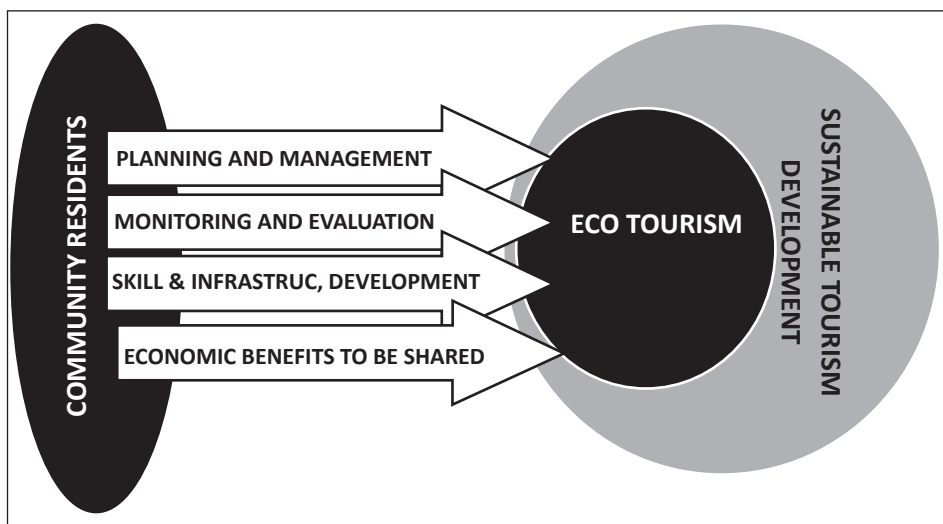 COMMUNITY RESIDENTS
PLANNING AND MANAGEMENT
MONITORING AND EVALUATION
SKILL & INFRASTRUC, DEVELOPMENT
ECONOMIC BENEFITS TO BE SHARED
ECO TOURISM
SUSTAINABLE TOURISM
DEVELOPMENT